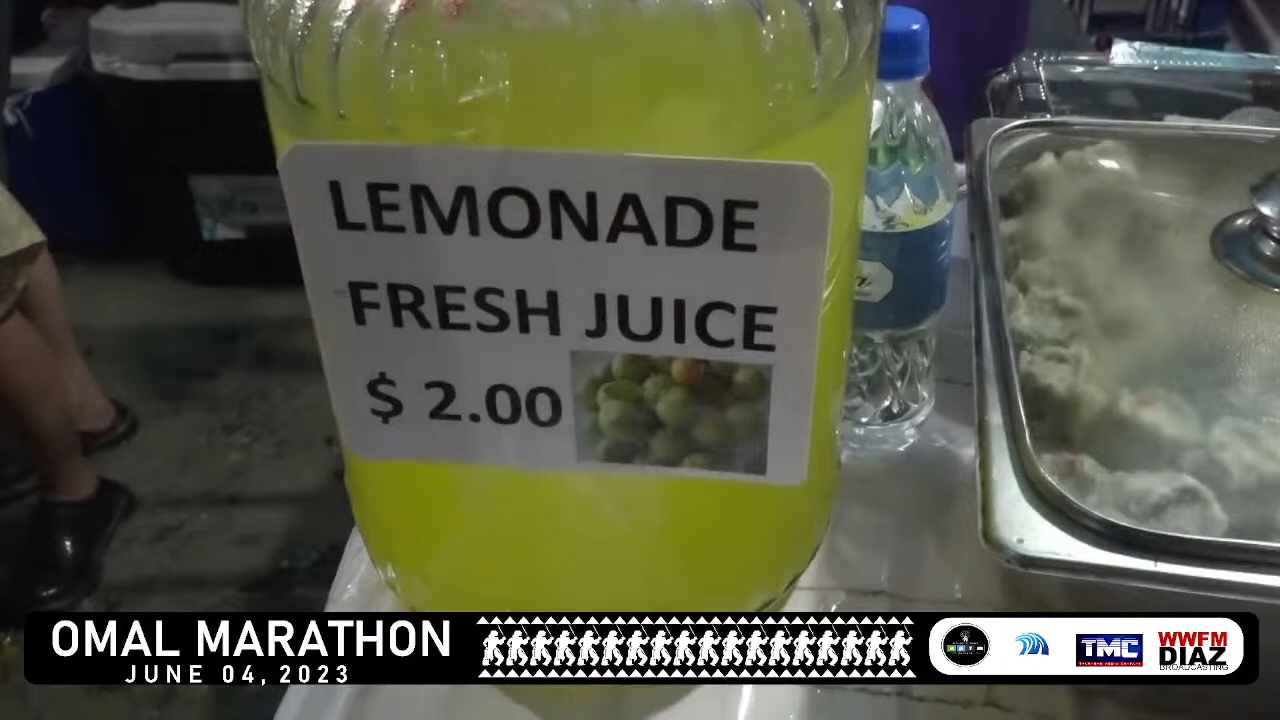 LEMONADE
FRESH JUICE
$ 2.00
OMAL MARATHON
JUNE 04, 2023
TMC
WWFM
DIAZ
BROADCASTING